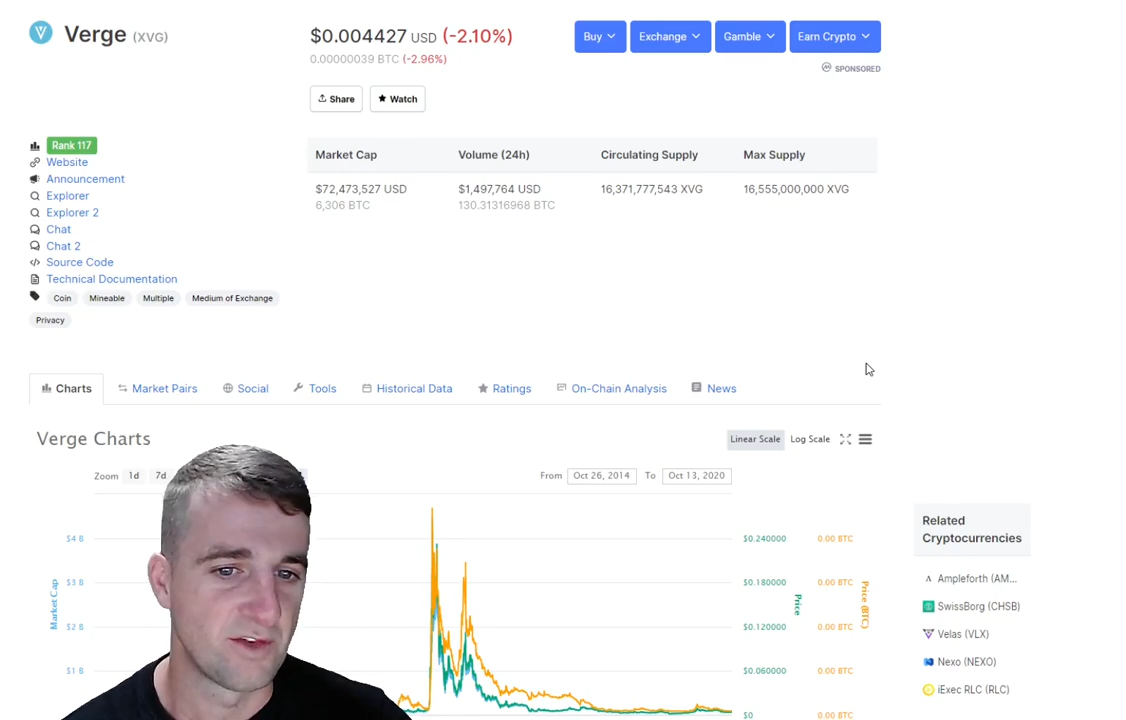 Verge (XVG)
$0.004427 USD (-2.10%)
0.00000039 BTC (-2.96%)
Buy
Exchange
Gamble
Earn Crypto
SPONSORED
Share
Watch
Rank 117
Website
Announcement
Explorer
Explorer 2
Chat
Chat 2
Source Code
Technical Documentation
Coin Mineable Multiple Medium of Exchange
Privacy
Market Cap Volume (24h) Circulating Supply Max Supply
$72,473,527 USD $1,497,764 USD 16,371,777,543 XVG 16,555,000,000 XVG
6,306 BTC 130.31316968 BTC
Charts Market Pairs Social Tools Historical Data Ratings On-Chain Analysis News
Verge Charts
Linear Scale Log Scale
Zoom 1d 7d
From Oct 26, 2014 To Oct 13, 2020
$4 B
$3 B
$2 B
$1 B
Market Cap
$0.240000
$0.180000
$0.120000
$0.060000
$0
Price
0.00 BTC
0.00 BTC
0.00 BTC
0.00 BTC
0.00 BTC
Price (BTC)
Related
Cryptocurrencies
Ampleforth (AM...
SwissBorg (CHSB)
Velas (VLX)
Nexo (NEXO)
iExec RLC (RLC)